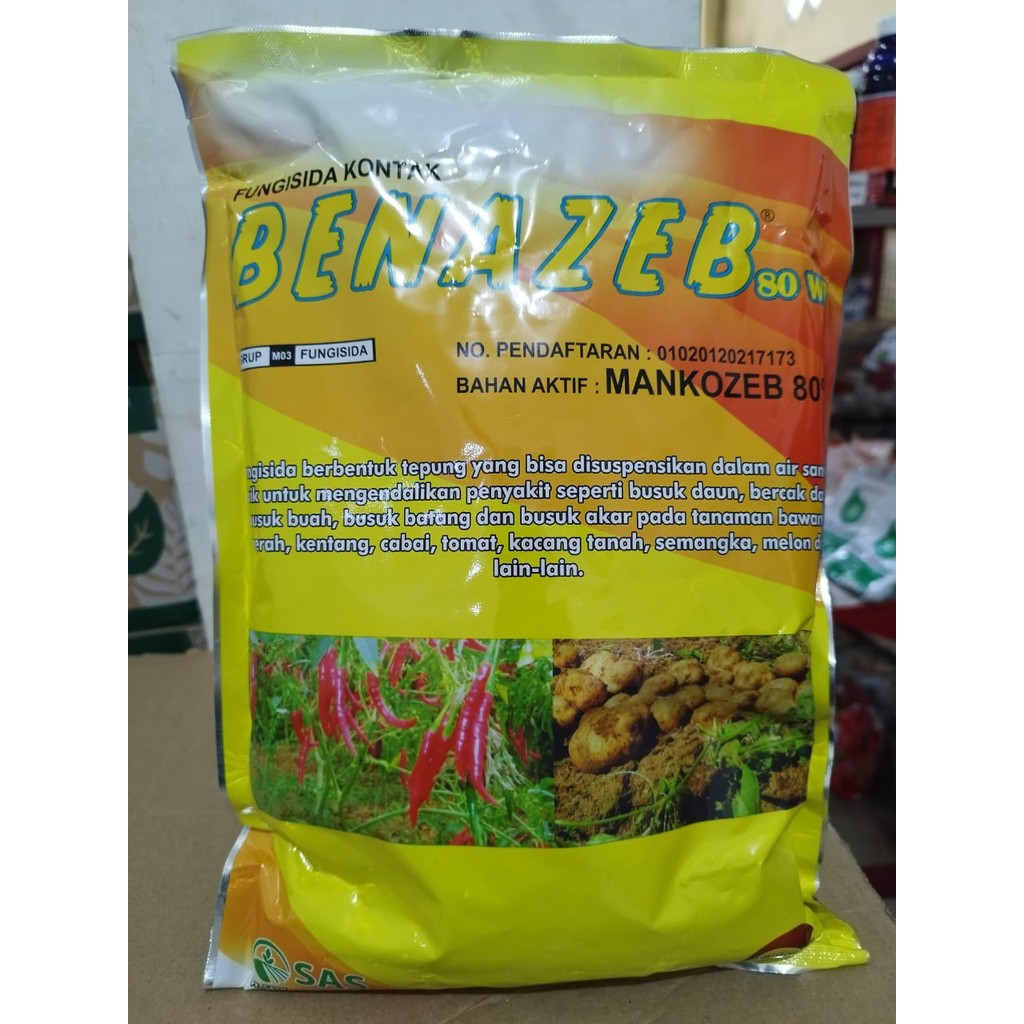 FUNGISIDA KONTAK
BENAZEB® 80 W
GRUP M03 FUNGISIDA
NO. PENDAFTARAN : 01020120217173
BAHAN AKTIF : MANKOZEB 80%
ngisida berbentuk tepung yang bisa disuspensikan dalam air san
ik untuk mengendalikan penyakit seperti busuk daun, bercak da
usuk buah, busuk batang dan busuk akar pada tanaman bawan
erah, kentang, cabai, tomat, kacang tanah, semangka, melon d
lain-lain.
SAS